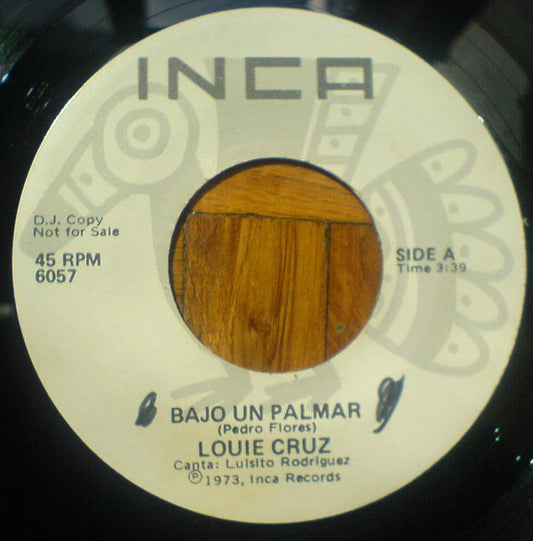 INCA
D.J. Copy
Not for Sale
45 RPM
6057
SIDE A
Time 3:39
BAJO UN PALMAR
(Pedro Flores)
LOUIE CRUZ
Canta: Luisito Rodriguez
Ⓟ1973, Inca Records